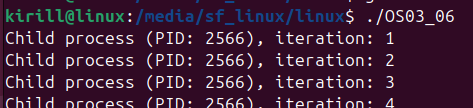 kirill@linux:/media/sf_linux/linux$ ./OS03_06
Child process (PID: 2566), iteration: 1
Child process (PID: 2566), iteration: 2
Child process (PID: 2566), iteration: 3
Child process (PID: 2566), iteration: 4